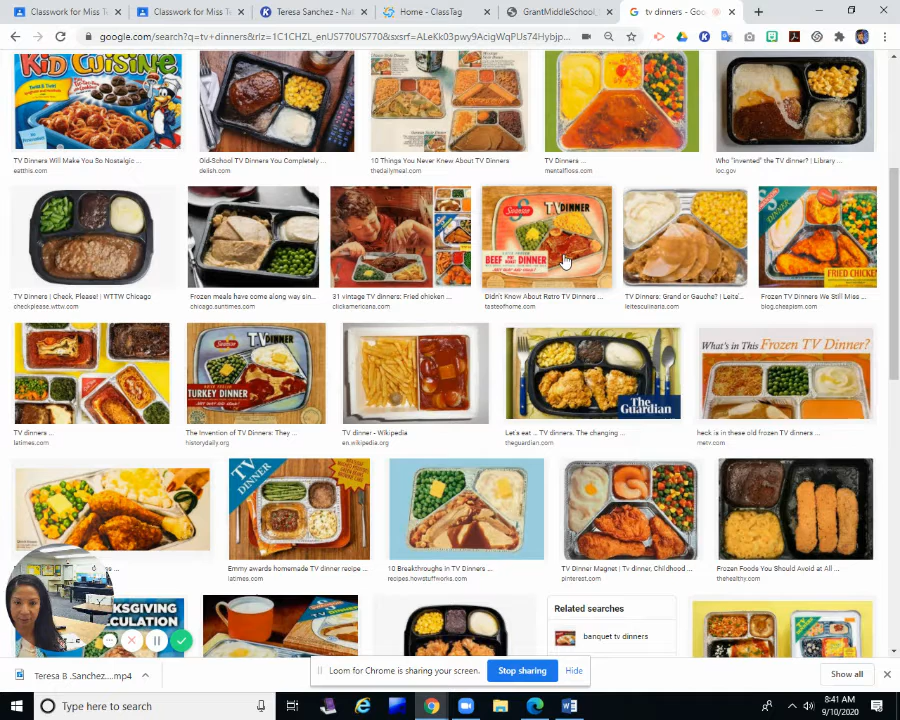 Classwork for Miss T
Classwork for Miss T
Teresa Sanchez - Nat
Home - ClassTag
GrantMiddleSchool_
tv dinners - Goo
google.com/search?q=tv+dinners&rlz=1C1CHZL_enUS770US770&sxsrf=ALeKk03pwy9AcigWqPUs74Hybjp...
KiD CUiSiNE
TV Dinners Will Make You So Nostalgic ...
eatthis.com
Old-School TV Dinners You Completely ...
delish.com
10 Things You Never Knew About TV Dinners
thedailymeal.com
TV Dinners ...
mentalfloss.com
Who "invented" the TV dinner? | Library ...
loc.gov
Swanson TV DINNER
BEEF DINNER
FRIED CHICKEN
TV Dinners | Check, Please! | WTTW Chicago
checkplease.wttw.com
Frozen meals have come along way sin...
chicago.suntimes.com
31 vintage TV dinners: Fried chicken ...
clickamericana.com
Didn't Know About Retro TV Dinners ...
tasteofhome.com
TV Dinners: Grand or Gauche? | Leite'...
leitesculinaria.com
Frozen TV Dinners We Still Miss ...
blog.cheapism.com
Swanson TV DINNER
TURKEY DINNER
The Guardian
What's in This Frozen TV Dinner?
TV dinners ...
latimes.com
The Invention of TV Dinners: They ...
historydaily.org
TV dinner - Wikipedia
en.wikipedia.org
Let's eat ... TV dinners. The changing ...
theguardian.com
heck is in these old frozen TV dinners ...
metv.com
TV DINNER
Emmy awards homemade TV dinner recipe ...
latimes.com
10 Breakthroughs in TV Dinners ...
recipes.howstuffworks.com
TV Dinner Magnet | Tv dinner, Childhood ...
pinterest.com
Frozen Foods You Should Avoid at All ...
thehealthy.com
Related searches
banquet tv dinners
Teresa B .Sanchez....mp4
Loom for Chrome is sharing your screen.
Stop sharing
Hide
Show all
Type here to search
8:41 AM
9/10/2020